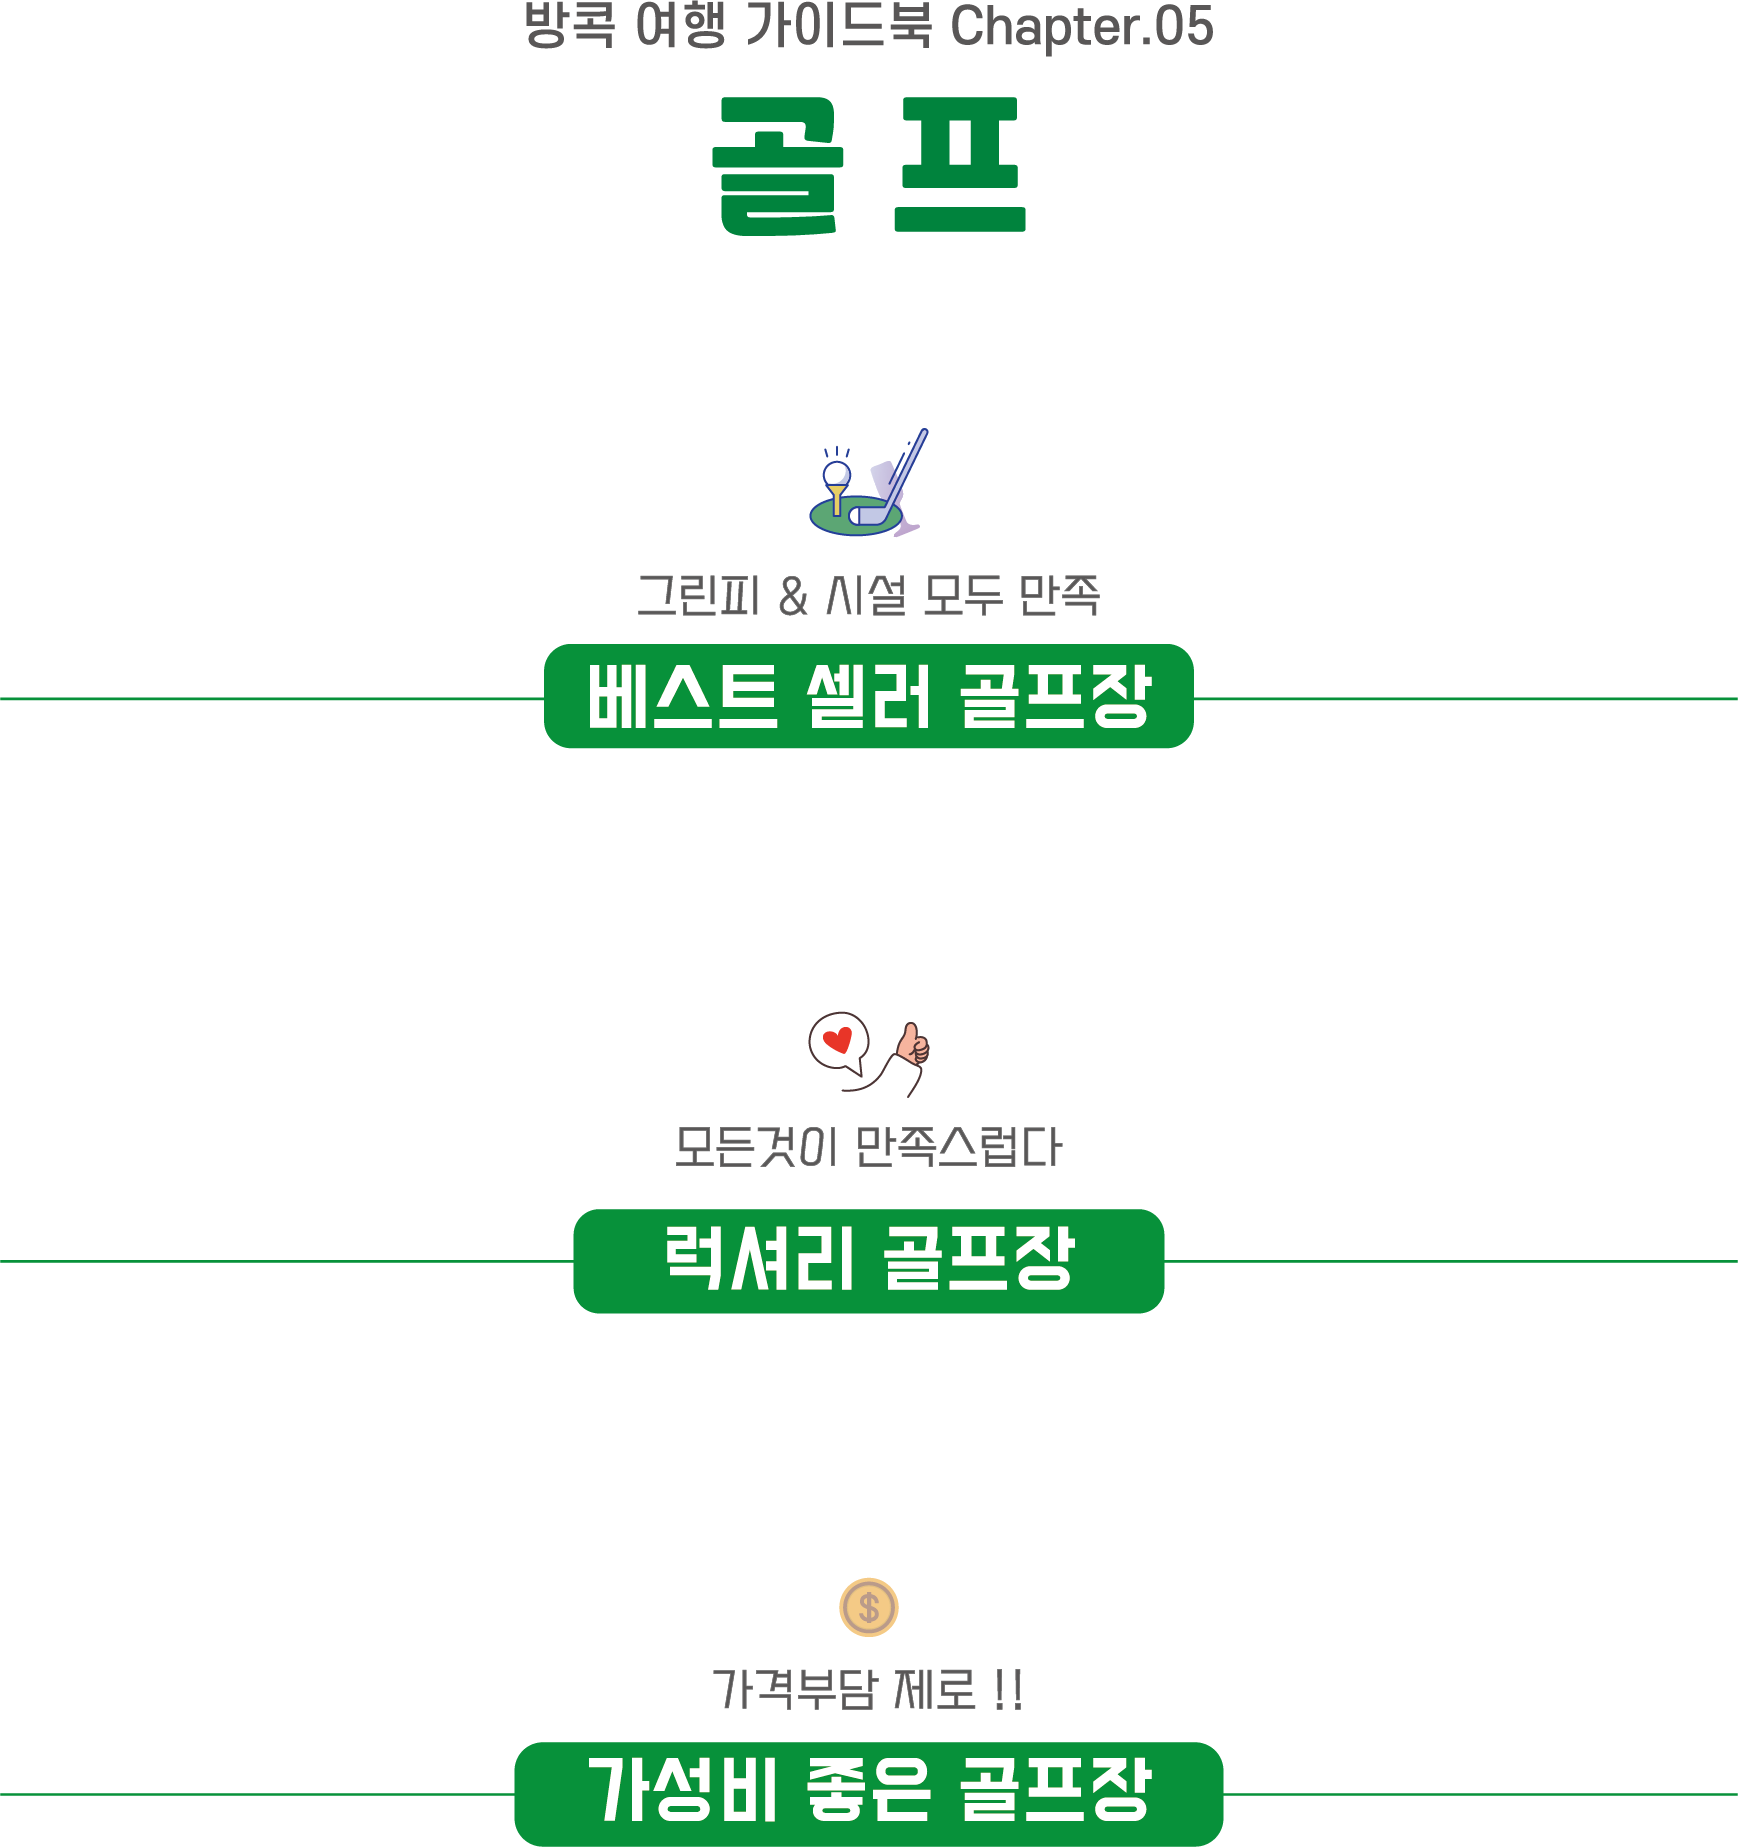 방콕 여행 가이드북 Chapter.05
골프
그린피 & 시설 모두 만족
베스트 셀러 골프장
모든것이 만족스럽다
럭셔리 골프장
$
가격부담 제로 !!
가성비 좋은 골프장